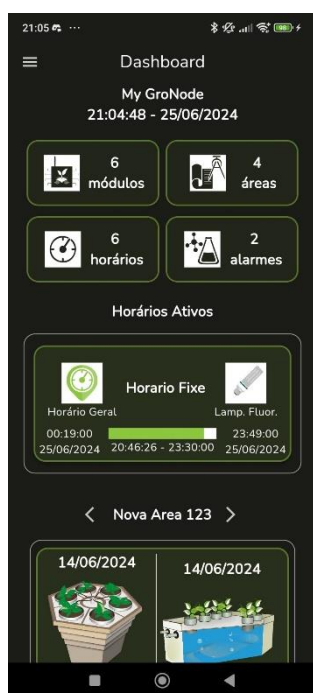 21:05 ···
98
Dashboard
My GroNode
21:04:48 - 25/06/2024
6
módulos
4
áreas
6
horários
2
alarmes
Horários Ativos
Horario Fixe
Horário Geral
Lamp. Fluor.
00:19:00
23:49:00
25/06/2024
20:46:26 - 23:30:00
25/06/2024
Nova Area 123
14/06/2024
14/06/2024